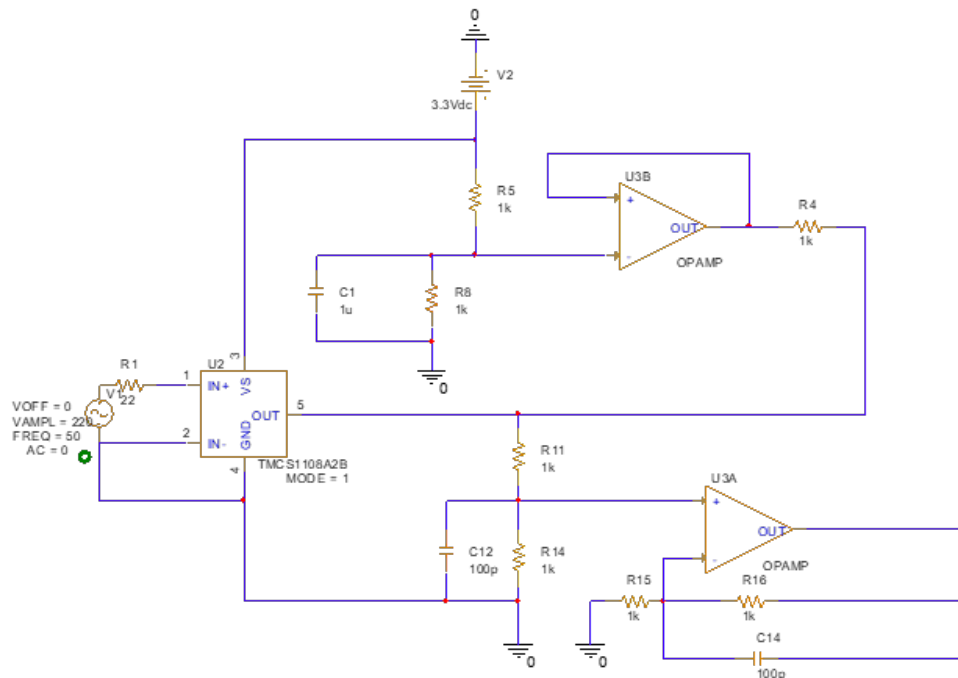 0
V2
3.3Vdc
R5
1k
U3B
+
-
OUT
OPAMP
R4
1k
C1
1u
R8
1k
0
R1
22
V1
VOFF = 0
VAMPL = 220
FREQ = 50
AC = 0
1
2
3
4
5
U2
IN+
IN-
VS
GND
OUT
TMCS1108A2B
MODE = 1
R11
1k
C12
100p
R14
1k
0
U3A
+
-
OUT
OPAMP
R15
1k
R16
1k
0
C14
100p